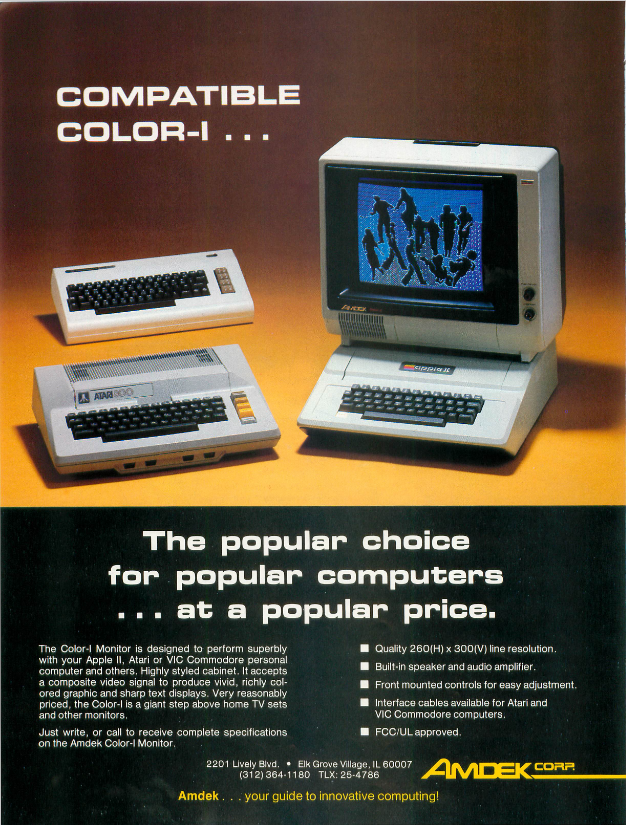 COMPATIBLE
COLOR-I . . .
AMDEK
apple II
ATARI 800
The popular choice
for popular computers
. . . at a popular price.
The Color-I Monitor is designed to perform superbly
with your Apple II, Atari or VIC Commodore personal
computer and others. Highly styled cabinet. It accepts
a composite video signal to produce vivid, richly col-
ored graphic and sharp text displays. Very reasonably
priced, the Color-I is a giant step above home TV sets
and other monitors.
Just write, or call to receive complete specifications
on the Amdek Color-I Monitor.
■ Quality 260(H) x 300(V) line resolution.
■ Built-in speaker and audio amplifier.
■ Front mounted controls for easy adjustment.
■ Interface cables available for Atari and
VIC Commodore computers.
■ FCC/UL approved.
2201 Lively Blvd. • Elk Grove Village, IL 60007
(312) 364-1180 TLX: 25-4786
AMDEK CORP.
Amdek . . . your guide to innovative computing!